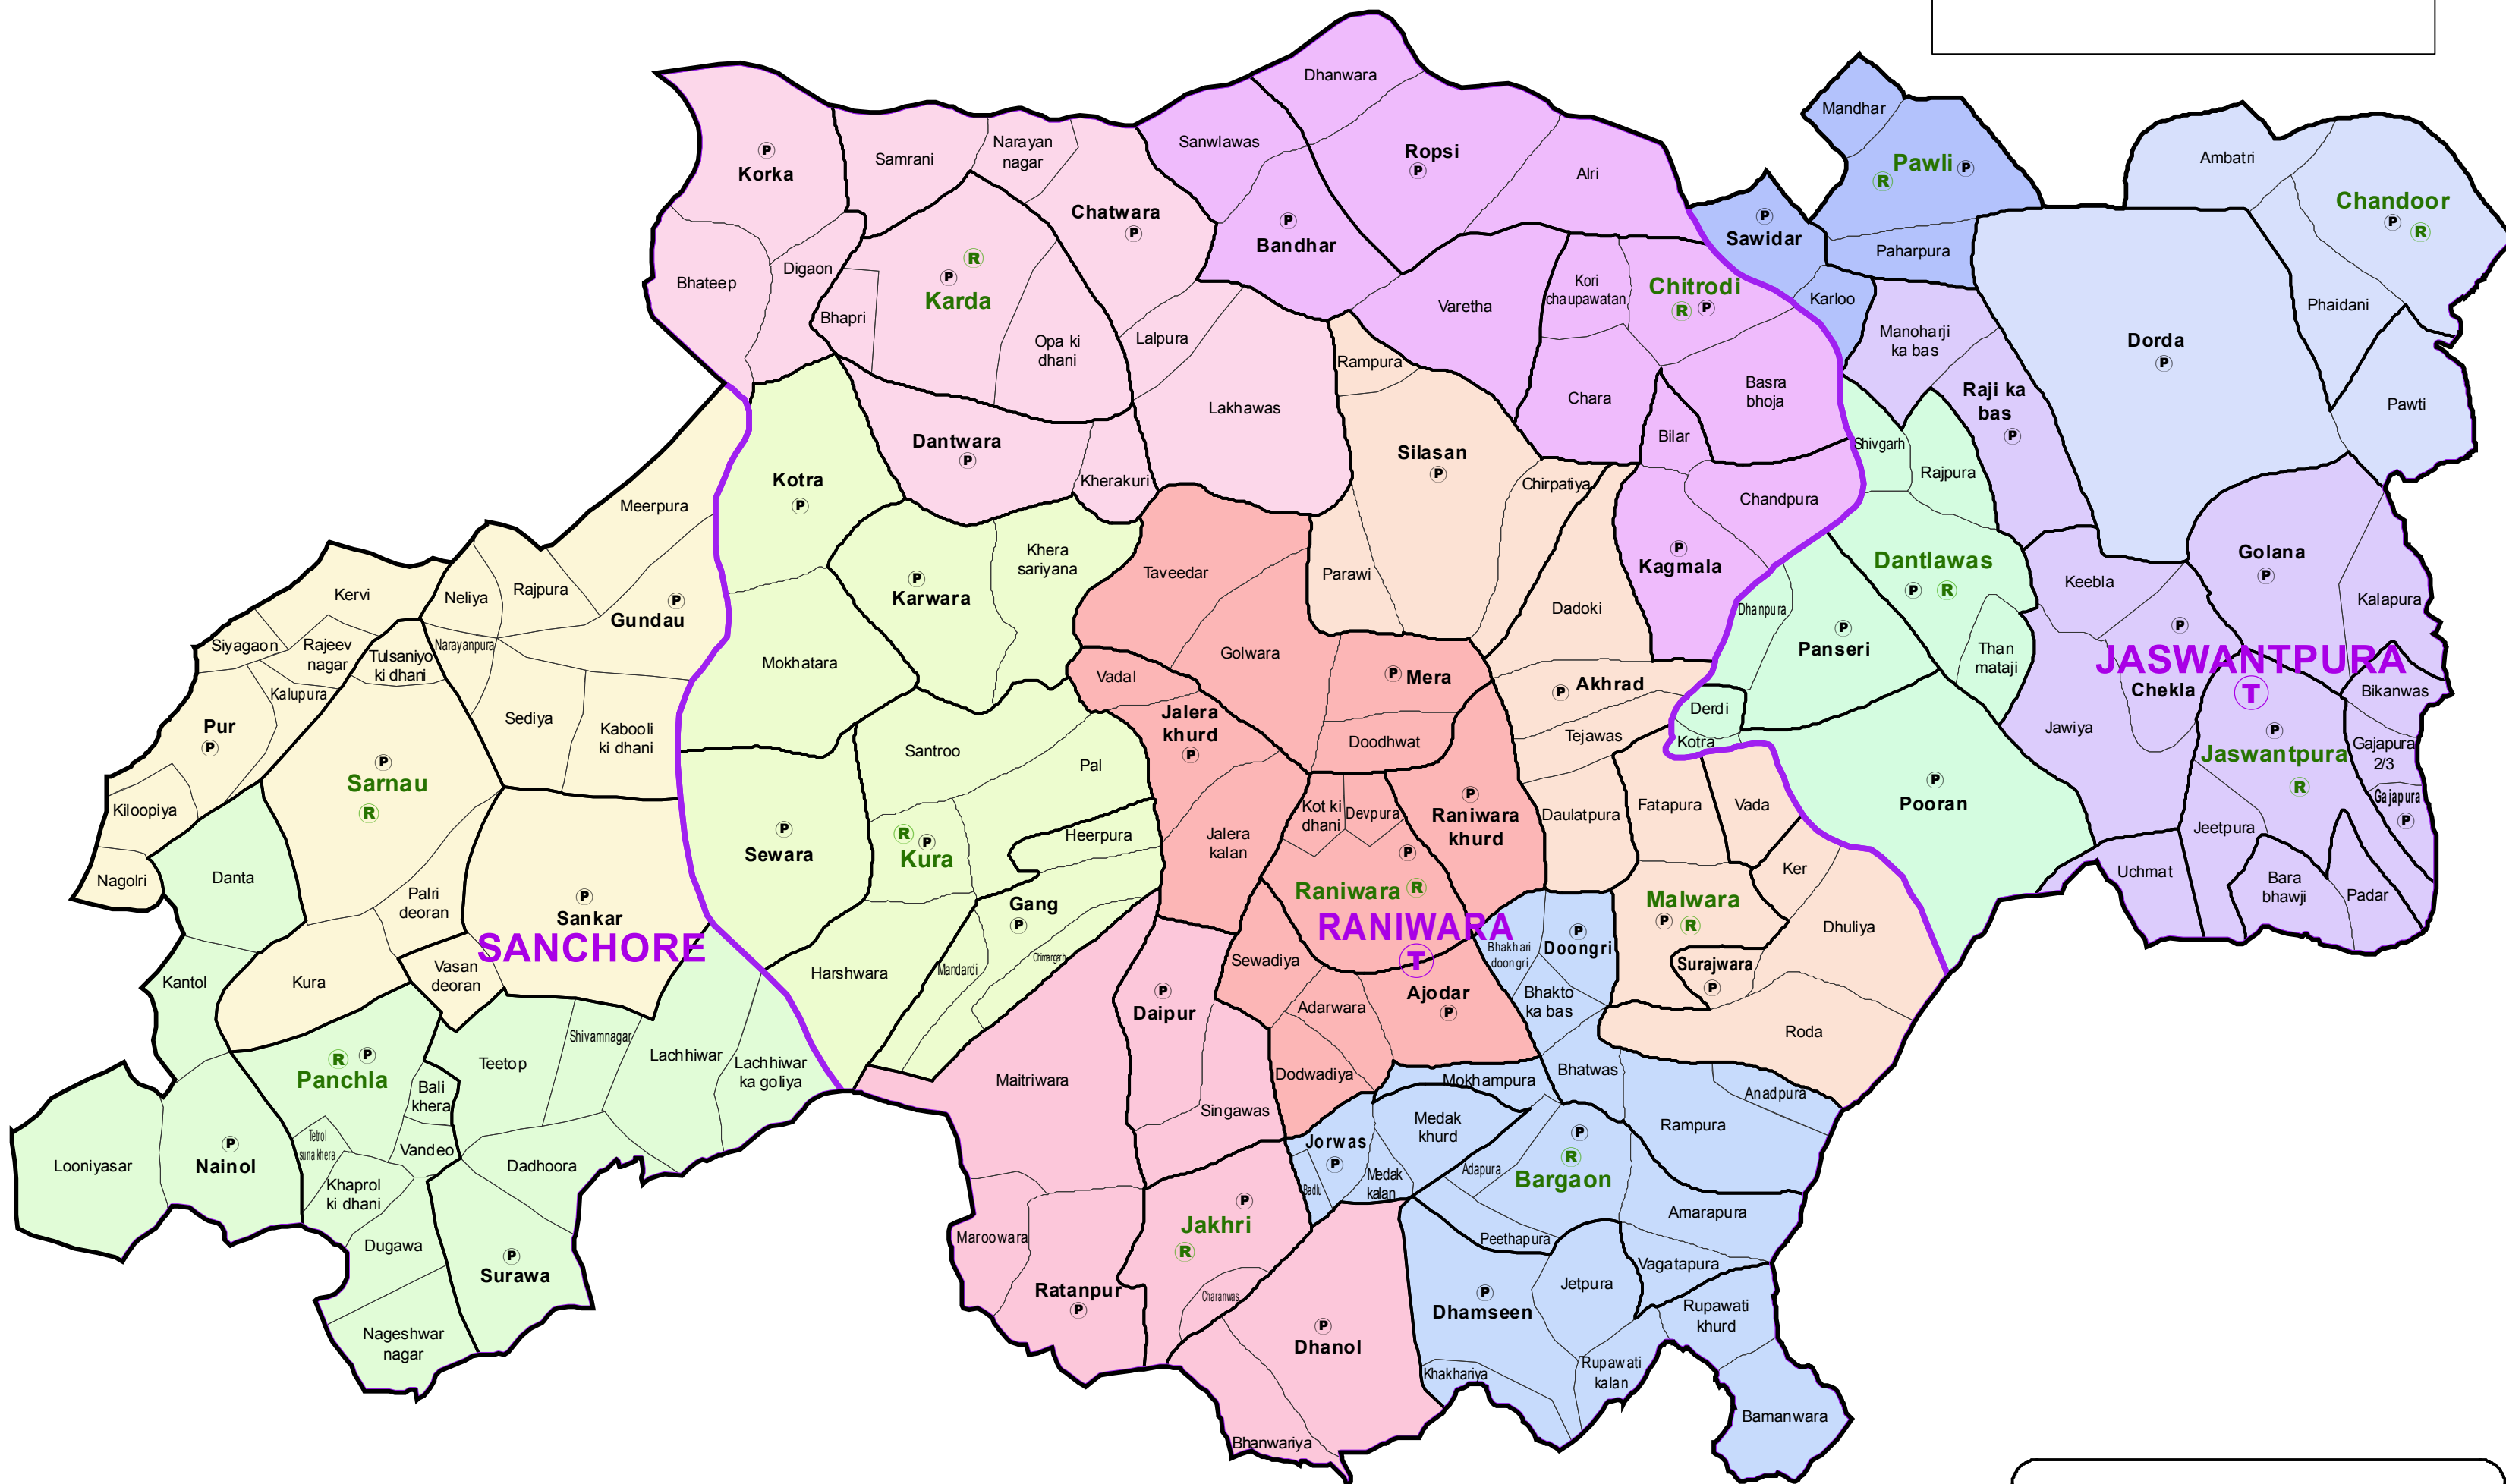 Dhanwara
Mandhar
Ambatri
Pawli
P
R
Chandoor
P
R
Korka
P
Samrani
Narayan
nagar
Sanwlawas
Ropsi
P
Alri
Chatwara
P
Bandhar
P
Sawidar
P
Paharpura
Bhateep
Digaon
Karda
P
R
Bhapri
Opa ki
dhani
Lalpura
Varetha
Kori
chaupawatan
Chitrodi
R
P
Karloo
Manoharji
ka bas
Phaidani
Dorda
P
Rampura
Lakhawas
Chara
Basra
bhoja
Raji ka
bas
P
Pawti
Bilar
Shivgarh
Rajpura
Dantwara
P
Kherakuri
Silasan
P
Chirpatiya
Chandpura
Kotra
P
Meerpura
Khera
sariyana
Karwara
P
Taveedar
Parawi
Kagmala
P
Dantlawas
P
R
Golana
P
Keebla
Kalapura
Kervi
Neliya
Rajpura
Gundau
P
Dadoki
Dhanpura
Panseri
P
Than
mataji
Siyagaon
Rajeev
nagar
Tulsaniyo
ki dhani
Narayanpura
Mokhatara
Golwara
Vadal
Mera
P
Akhrad
P
JASWANTPURA
T
Chekla
P
Bikanwas
Kalupura
Pur
P
Sediya
Kabooli
ki dhani
Santroo
Jalera
khurd
P
Doodhwat
Tejawas
Derdi
Kotra
Jawiya
Jaswantpura
P
R
Gajapura
2/3
Sarnau
P
R
Pal
Kiloopiya
Sewara
P
Kura
R
P
Heerpura
Jalera
kalan
Kot ki
dhani
Devpura
Raniwara
khurd
P
Daulatpura
Fatapura
Vada
Pooran
P
Gajapura
P
Jeetpura
Nagolri
Danta
Palri
deoran
Sankar
P
SANCHORE
Gang
P
Raniwara
P
R
RANIWARA
T
Malwara
P
R
Ker
Dhuliya
Uchmat
Bara
bhawji
Padar
Kantol
Kura
Vasan
deoran
Harshwara
Mandardi
Chimangarh
Sewadiya
Bhakhari
doongri
Doongri
P
Surajwara
P
Daipur
P
Adarwara
Ajodar
P
Bhakto
ka bas
Roda
Shivamnagar
Teetop
Lachhiwar
Lachhiwar
ka goliya
Panchla
R
P
Bali
khera
Maitriwara
Singawas
Dodwadiya
Mokhampura
Bhatwas
Anadpura
Rampura
Looniyasar
Nainol
P
Tetrol
suna khera
Vandeo
Dadhoora
Khaprol
ki dhani
Jorwas
P
Badlu
Medak
khurd
Medak
kalan
Adapura
Bargaon
P
R
Amarapura
Dugawa
Surawa
P
Maroowara
Jakhri
P
R
Peethapura
Vagatapura
Ratanpur
P
Charanwas
Dhamseen
P
Jetpura
Rupawati
khurd
Nageshwar
nagar
Dhanol
P
Khakhariya
Rupawati
kalan
Bamanwara
Bhanwariya